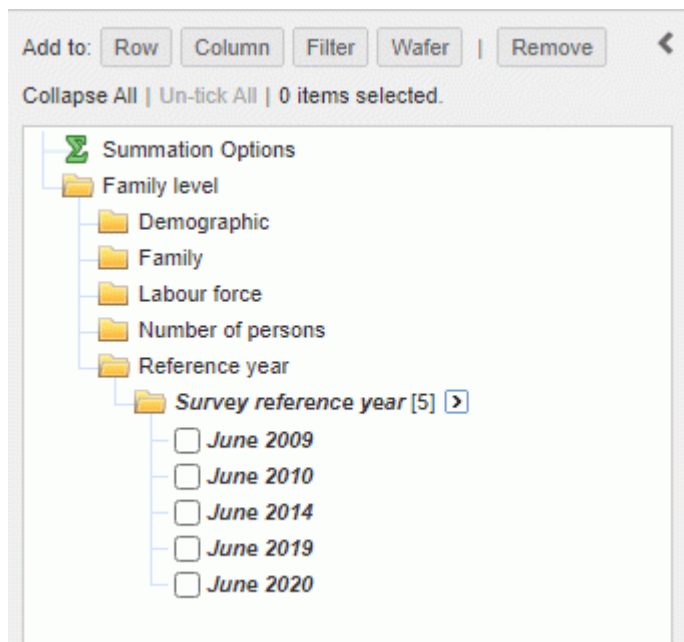 Add to: Row Column Filter Wafer | Remove
Collapse All | Un-tick All | 0 items selected.
Summation Options
Family level
Demographic
Family
Labour force
Number of persons
Reference year
Survey reference year [5]
June 2009
June 2010
June 2014
June 2019
June 2020